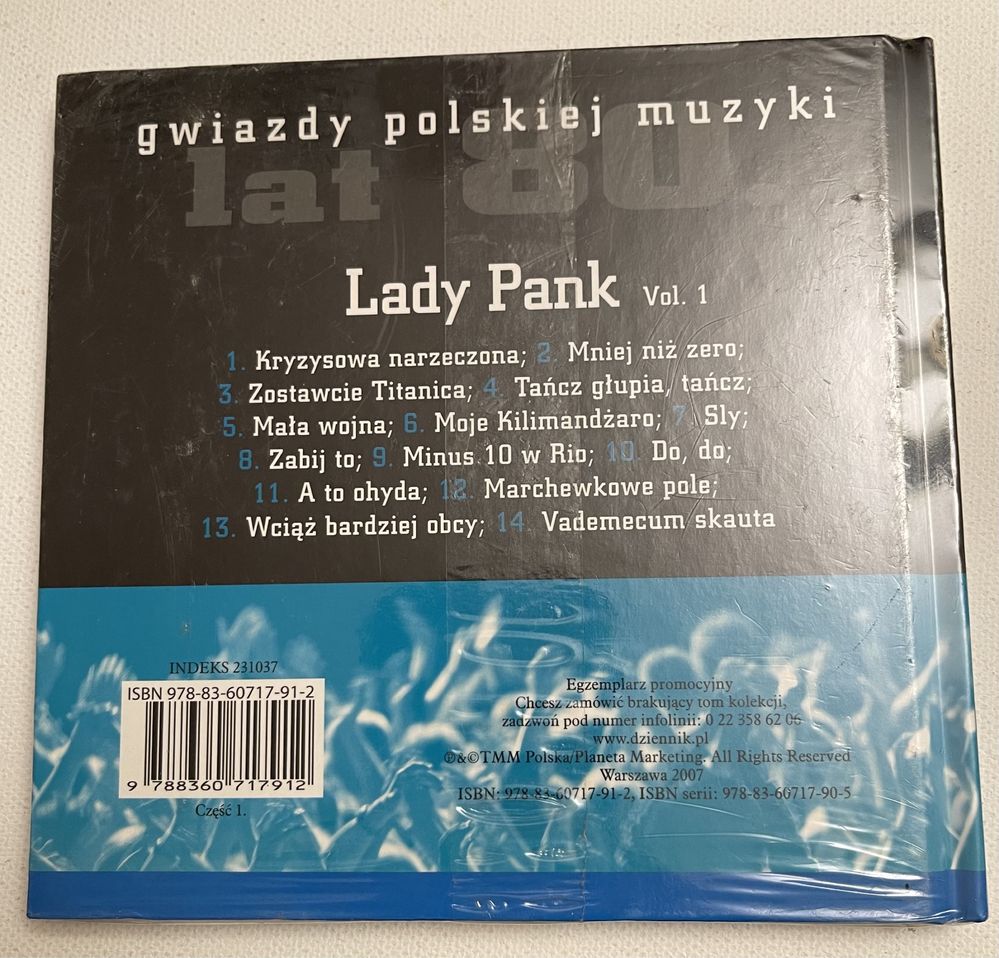 gwiazdy polskiej muzyki
lat 80.
Lady Pank Vol. 1
1. Kryzysowa narzeczona; 2. Mniej niż zero;
3. Zostawcie Titanica; 4. Tańcz głupia, tańcz;
5. Mała wojna; 6. Moje Kilimandżaro; 7. Sly;
8. Zabij to; 9. Minus 10 w Rio; 10. Do, do;
11. A to ohyda; 12. Marchewkowe pole;
13. Wciąż bardziej obcy; 14. Vademecum skauta
INDEKS 231037
ISBN 978-83-60717-91-2
9 788360 717912
Część 1.
Egzemplarz promocyjny
Chcesz zamówić brakujący tom kolekcji,
zadzwoń pod numer infolinii: 0 22 358 62 06
www.dziennik.pl
℗&©TMM Polska/Planeta Marketing. All Rights Reserved
Warszawa 2007
ISBN: 978-83-60717-91-2, ISBN serii: 978-83-60717-90-5